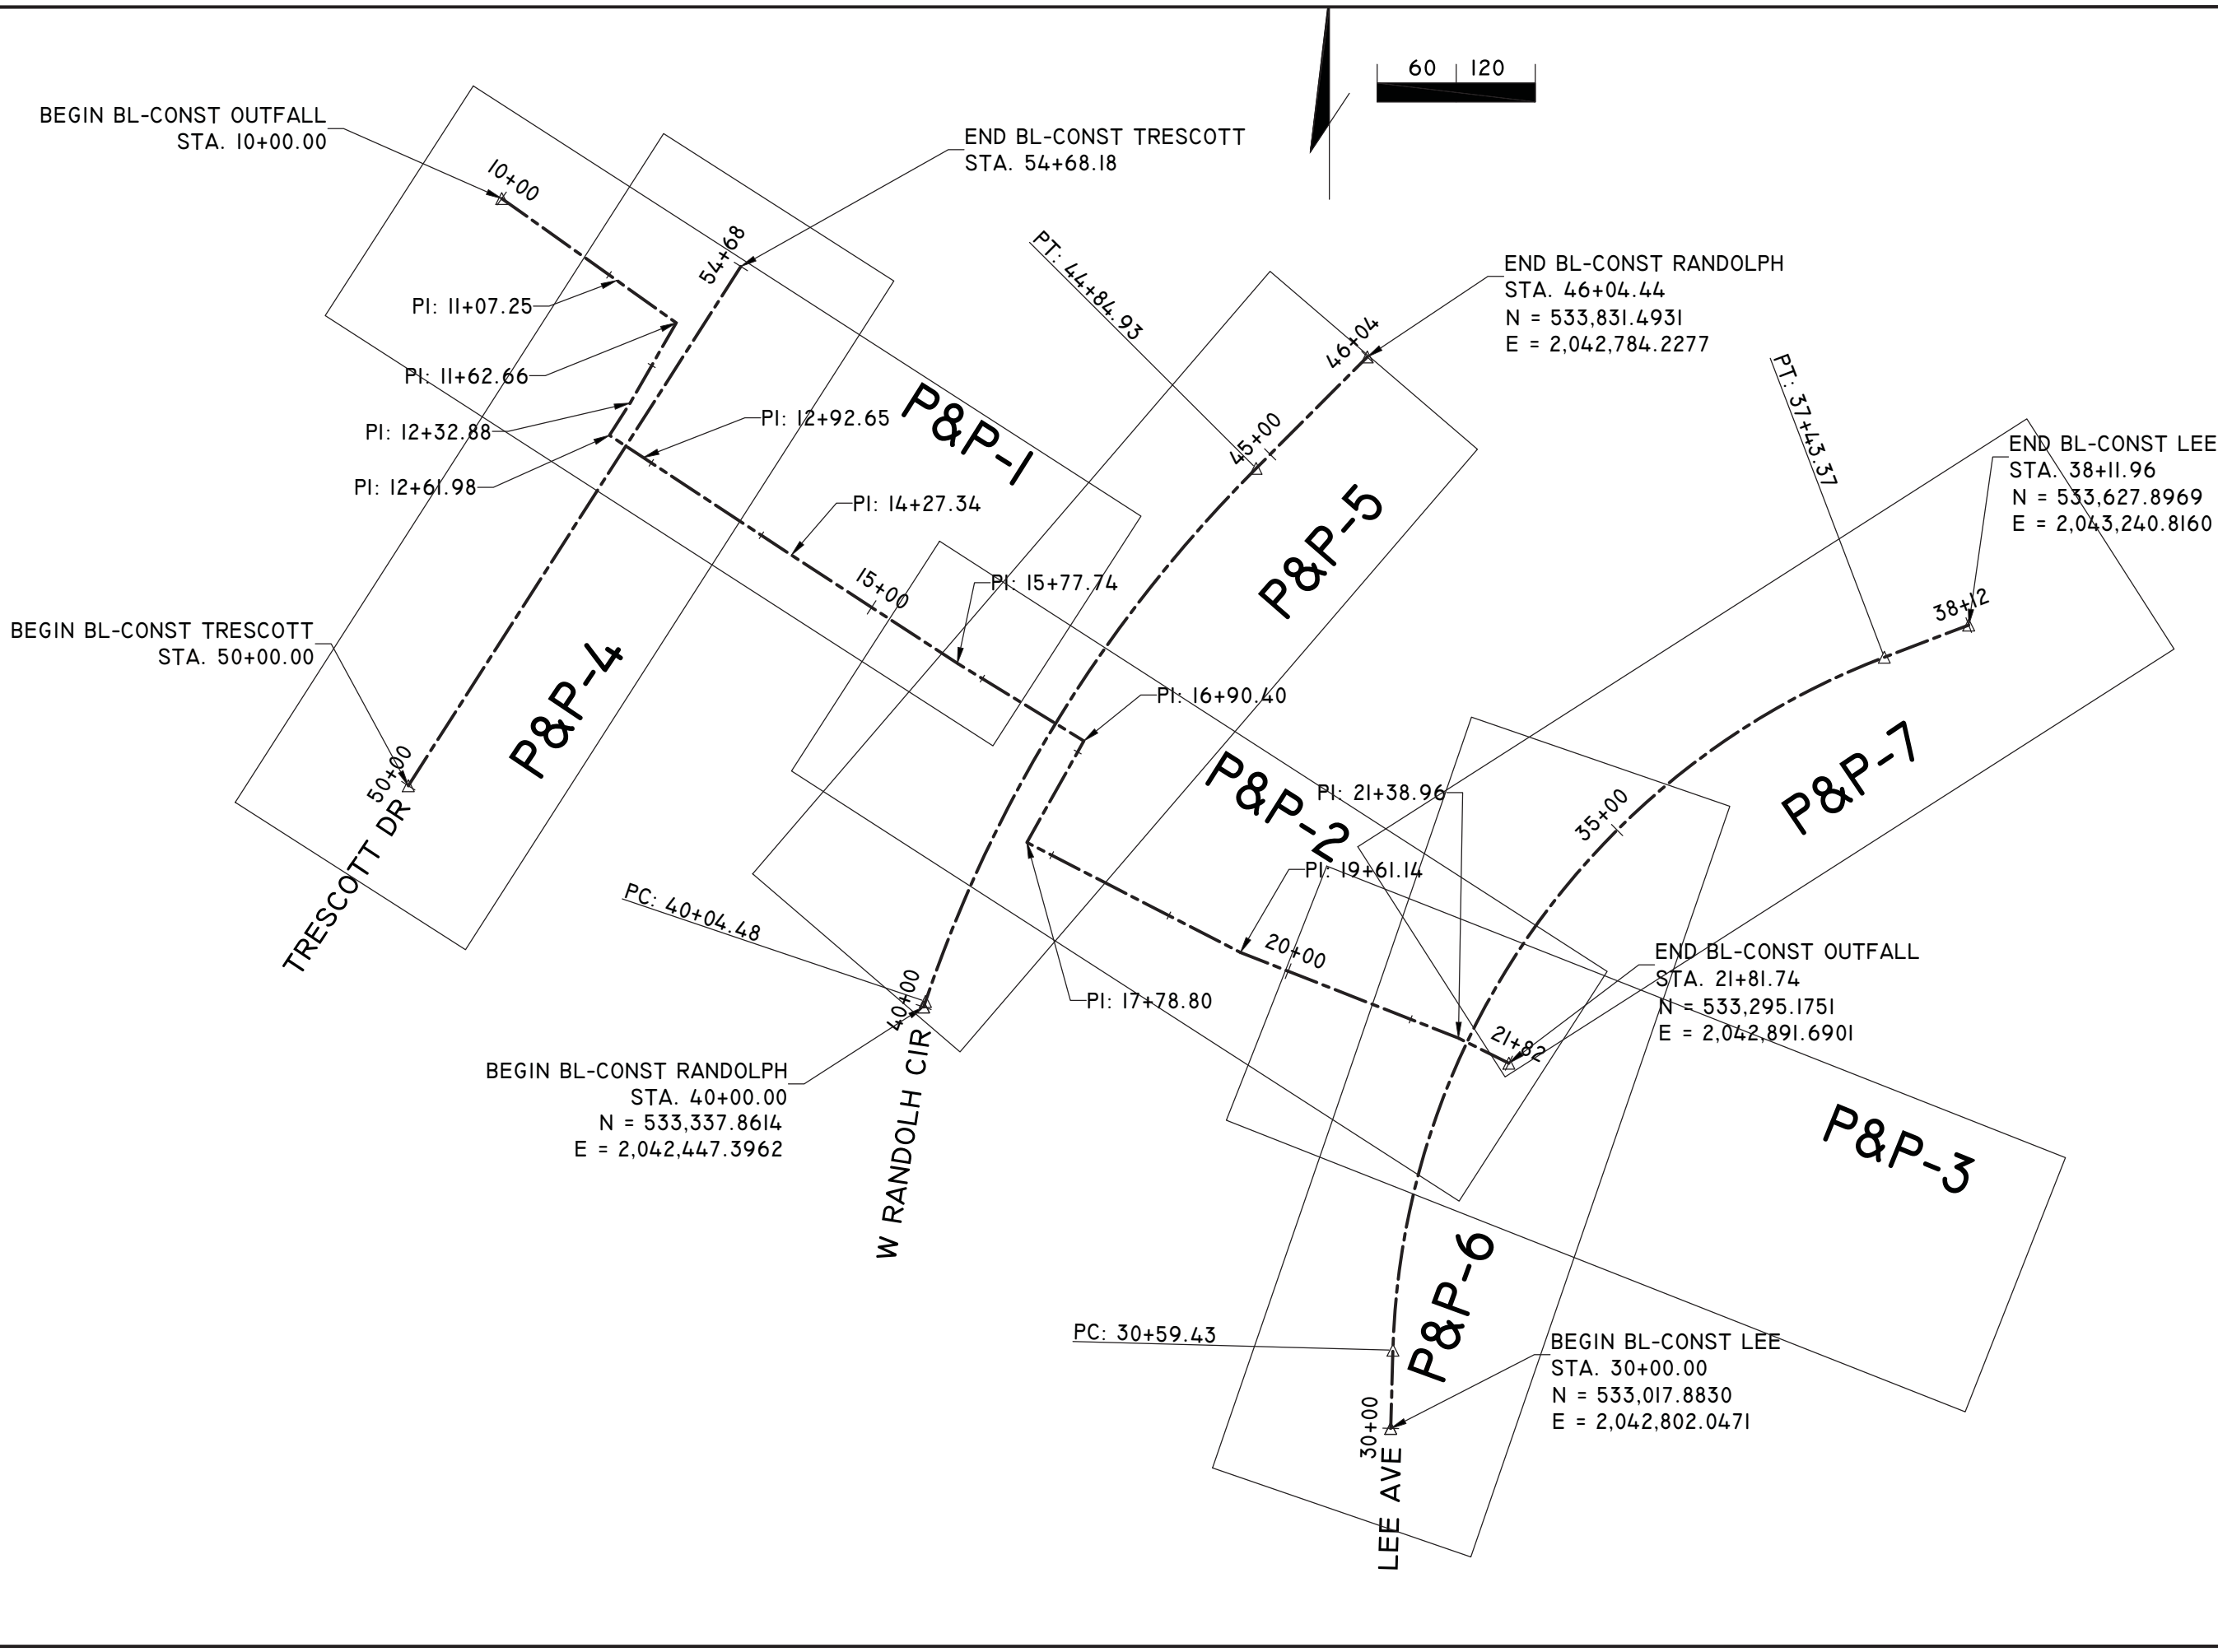 60 120
BEGIN BL-CONST OUTFALL
STA. 10+00.00
10+00
END BL-CONST TRESCOTT
STA. 54+68.18
54+68
PT: 44+84.93
END BL-CONST RANDOLPH
STA. 46+04.44
N = 533,831.4931
E = 2,042,784.2277
46+04
PI: 11+07.25
PI: 11+62.66
PI: 12+32.88
PI: 12+61.98
PI: 12+92.65
P&P-1
45+00
PT: 37+43.37
END BL-CONST LEE
STA. 38+11.96
N = 533,627.8969
E = 2,043,240.8160
38+12
PI: 14+27.34
15+00
PI: 15+77.74
P&P-5
BEGIN BL-CONST TRESCOTT
STA. 50+00.00
P&P-4
50+00
TRESCOTT DR
PI: 16+90.40
P&P-2
PI: 21+38.96
35+00
P&P-7
PI: 19+61.14
PC: 40+04.48
20+00
40+00
PI: 17+78.80
21+82
END BL-CONST OUTFALL
STA. 21+81.74
N = 533,295.1751
E = 2,042,891.6901
BEGIN BL-CONST RANDOLPH
STA. 40+00.00
N = 533,337.8614
E = 2,042,447.3962
W RANDOLH CIR
P&P-3
P&P-6
PC: 30+59.43
BEGIN BL-CONST LEE
STA. 30+00.00
N = 533,017.8830
E = 2,042,802.0471
30+00
LEE AVE